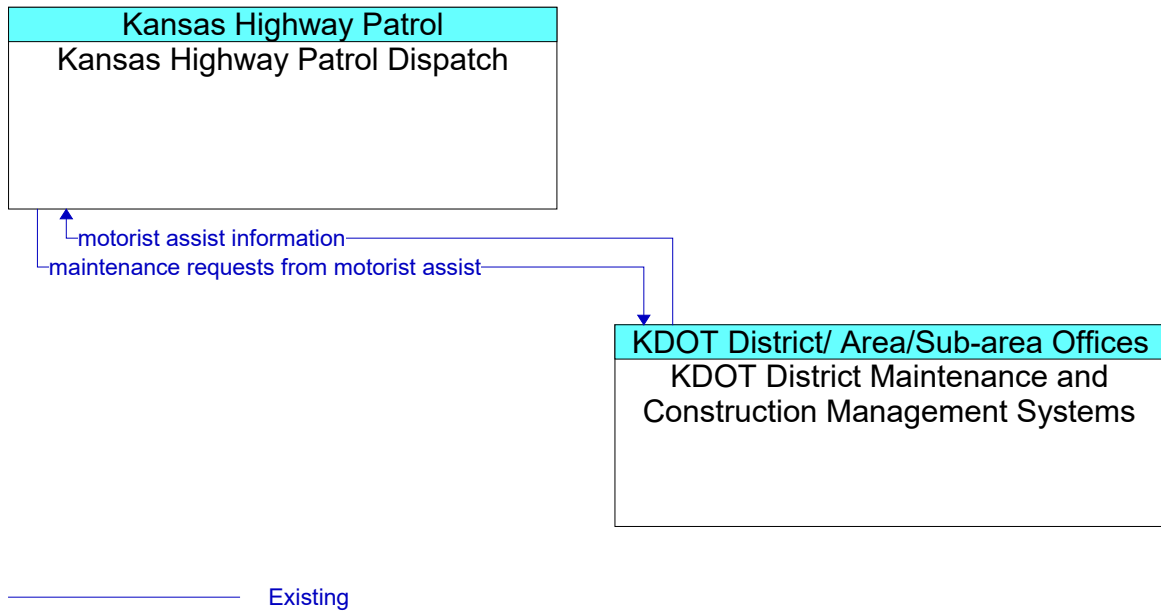 Kansas Highway Patrol
Kansas Highway Patrol Dispatch
motorist assist information
maintenance requests from motorist assist
KDOT District/ Area/Sub-area Offices
KDOT District Maintenance and
Construction Management Systems
Existing